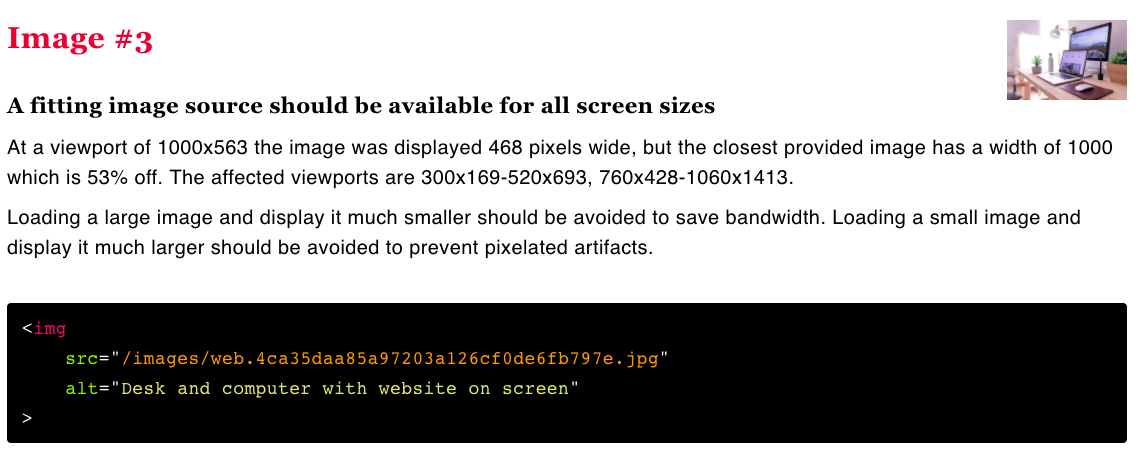 Image #3
A fitting image source should be available for all screen sizes
At a viewport of 1000x563 the image was displayed 468 pixels wide, but the closest provided image has a width of 1000
which is 53% off. The affected viewports are 300x169-520x693, 760x428-1060x1413.
Loading a large image and display it much smaller should be avoided to save bandwidth. Loading a small image and
display it much larger should be avoided to prevent pixelated artifacts.
<img
src="/images/web.4ca35daa85a97203a126cf0de6fb797e.jpg"
alt="Desk and computer with website on screen"
>